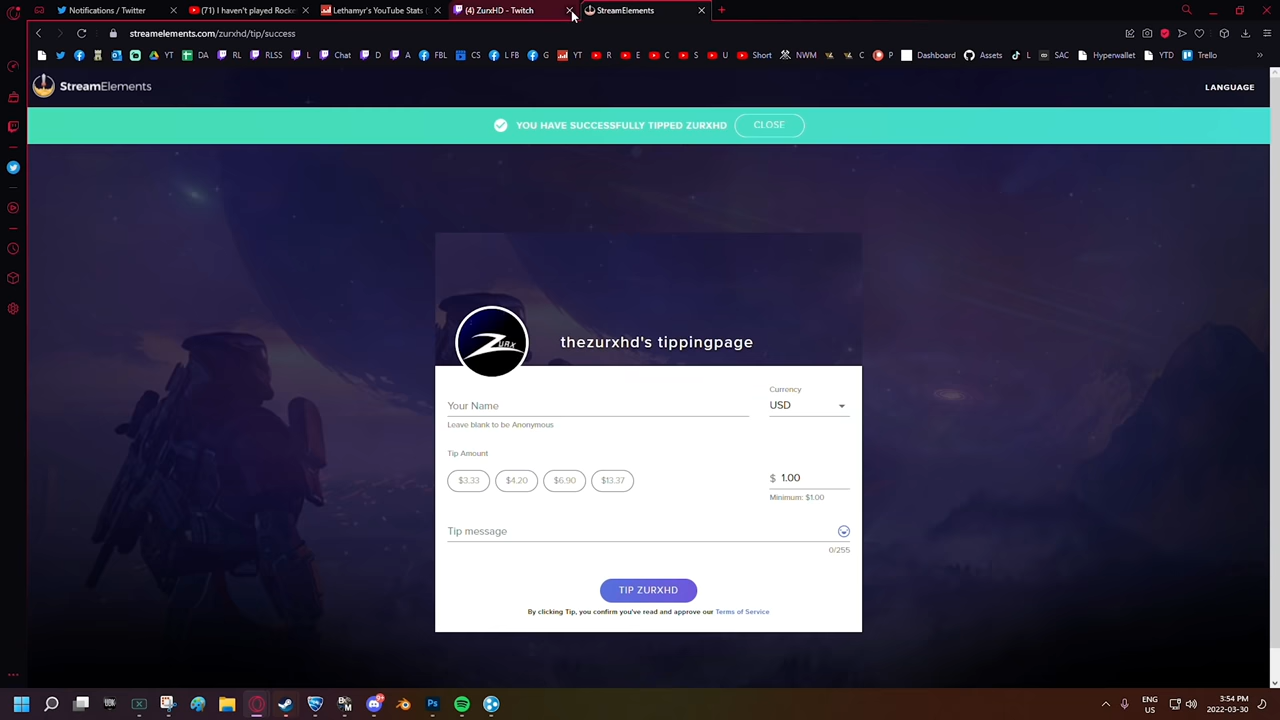 Notifications / Twitter
(71) I haven't played Rocke
Lethamyr's YouTube Stats |
(4) ZurxHD - Twitch
StreamElements
streamelements.com/zurxhd/tip/success
YT DA RL RLSS L Chat D A FBL CS L FB YT R E C S U Short NWM C P Dashboard Assets L SAC Hyperwallet YTD Trello
StreamElements
LANGUAGE
YOU HAVE SUCCESSFULLY TIPPED ZURXHD
CLOSE
ZURX
thezurxhd's tippingpage
Currency
Your Name
USD
Leave blank to be Anonymous
Tip Amount
$3.33 $4.20 $6.90 $13.37
$ 1.00
Minimum: $1.00
Tip message
0/255
TIP ZURXHD
By clicking Tip, you confirm you've read and approve our Terms of Service
ENG
US
3:54 PM
2022-03-30